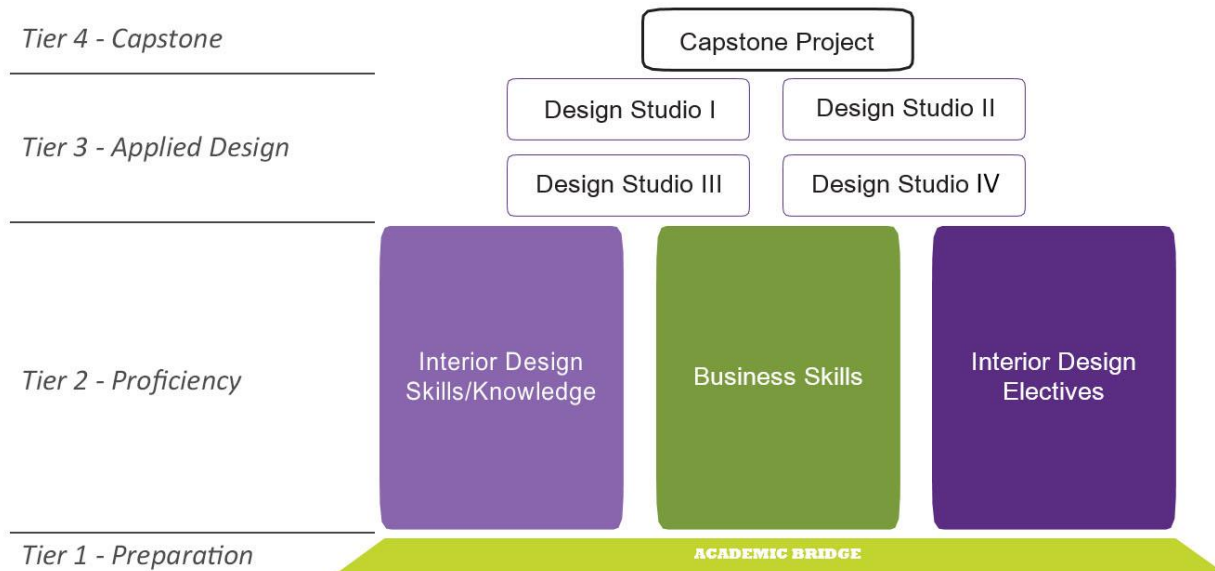 Tier 4 - Capstone
Capstone Project
Tier 3 - Applied Design
Design Studio I
Design Studio II
Design Studio III
Design Studio IV
Tier 2 - Proficiency
Interior Design
Skills/Knowledge
Business Skills
Interior Design
Electives
Tier 1 - Preparation
ACADEMIC BRIDGE